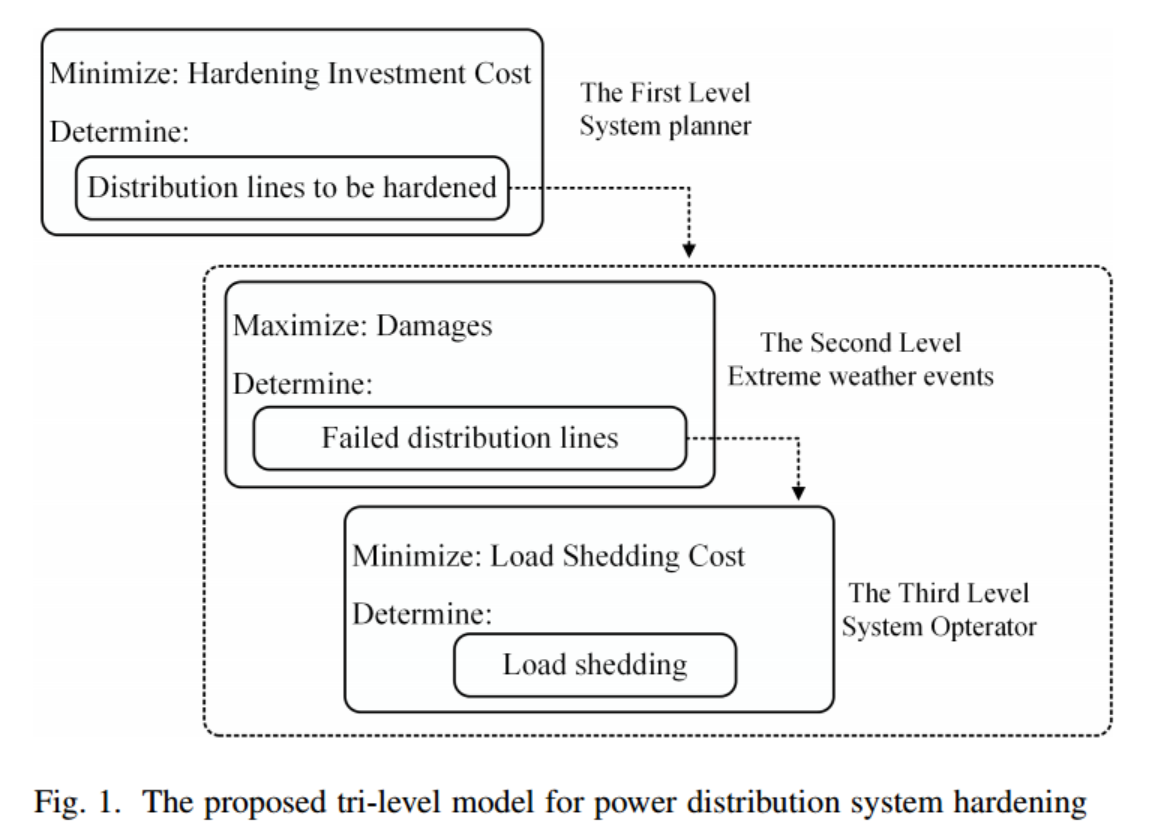 Minimize: Hardening Investment Cost
Determine:
Distribution lines to be hardened
The First Level
System planner
Maximize: Damages
Determine:
Failed distribution lines
The Second Level
Extreme weather events
Minimize: Load Shedding Cost
Determine:
Load shedding
The Third Level
System Opterator
Fig. 1. The proposed tri-level model for power distribution system hardening